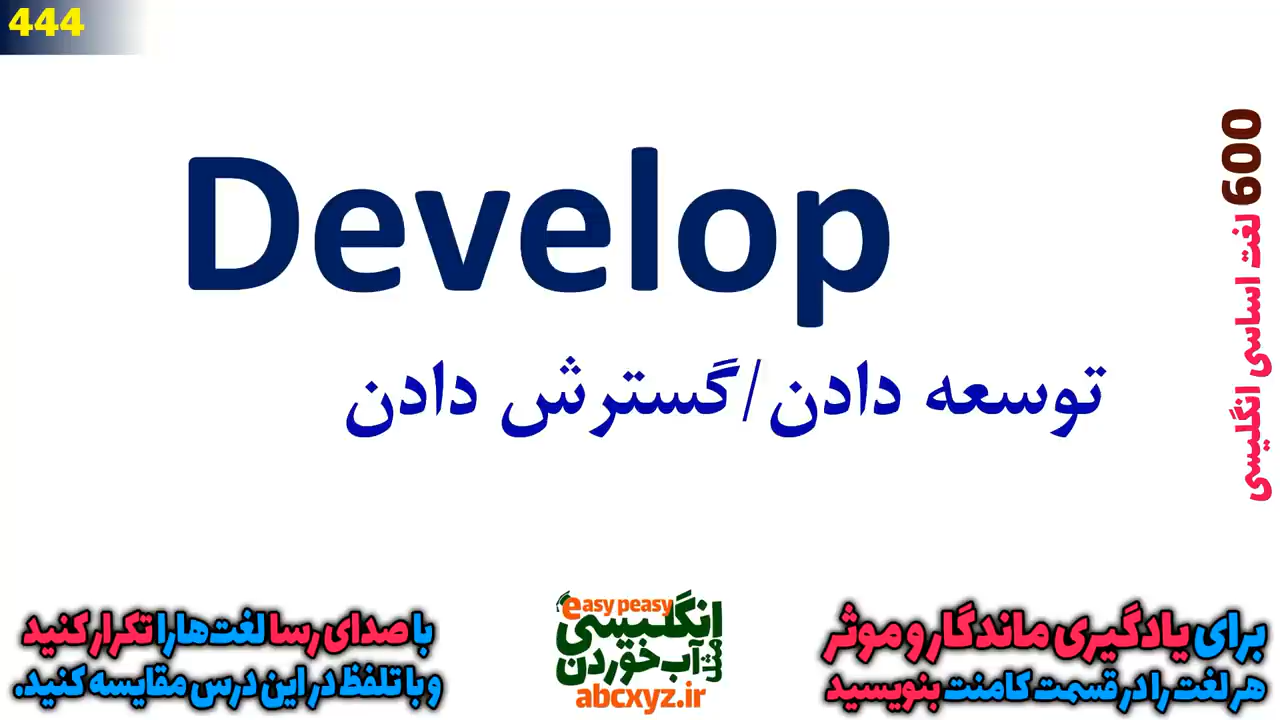 444
Develop
توسعه دادن/گسترش دادن
600 لغت اساسی انگلیسی
برای یادگیری ماندگار و موثر
هر لغت را در قسمت کامنت بنویسید
easy peasy
انگلیسی
مثل آب خوردن
abcxyz.ir
با صدای رسا لغت‌ها را تکرار کنید
و با تلفظ در این درس مقایسه کنید.